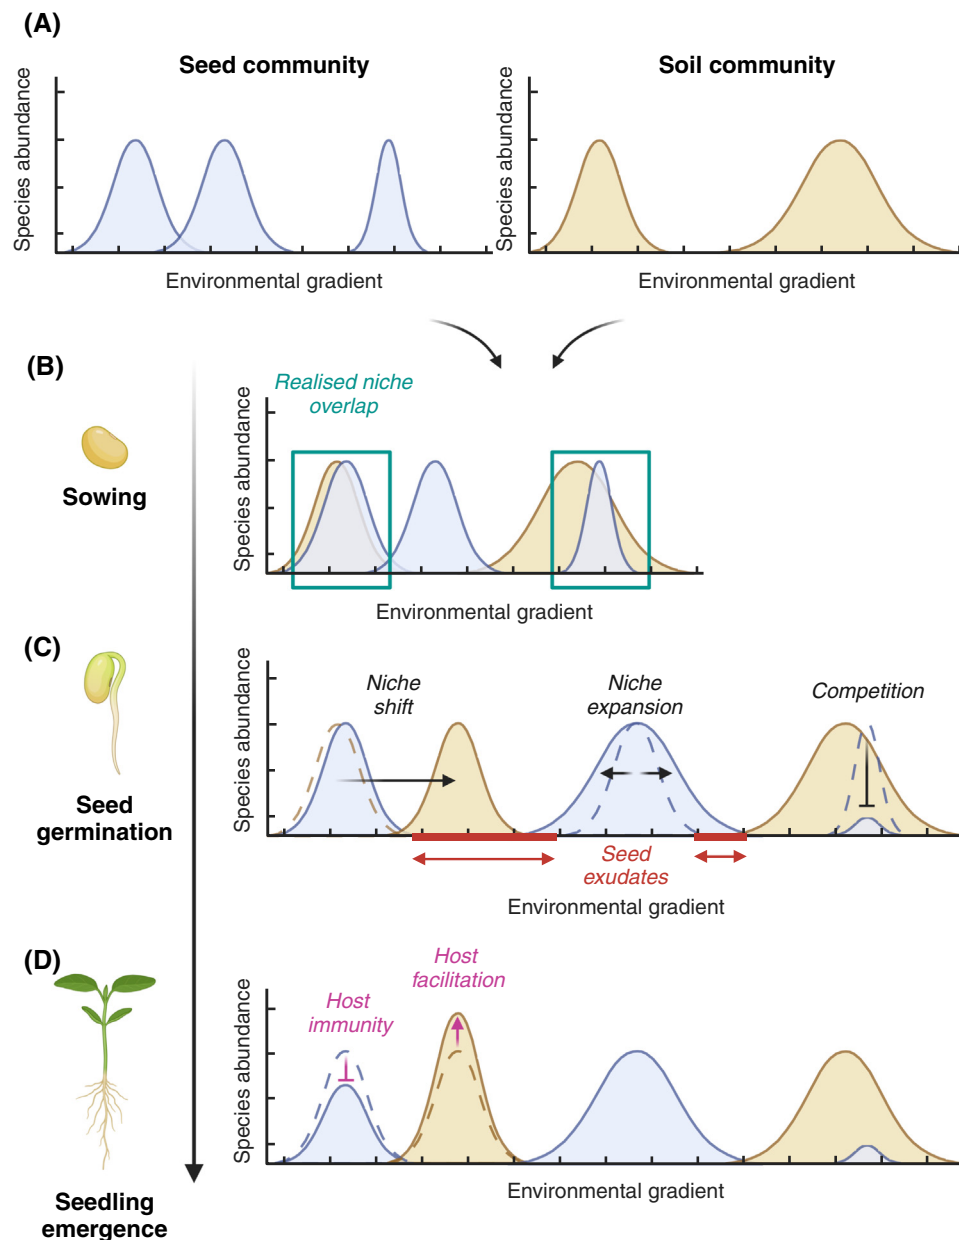 (A)
Seed community
Soil community
Species abundance
Environmental gradient
Species abundance
Environmental gradient
(B)
Sowing
Realised niche
overlap
Species abundance
Environmental gradient
(C)
Seed
germination
Species abundance
Niche
shift
Niche
expansion
Competition
Seed
exudates
Environmental gradient
(D)
Seedling
emergence
Species abundance
Host
immunity
Host
facilitation
Environmental gradient